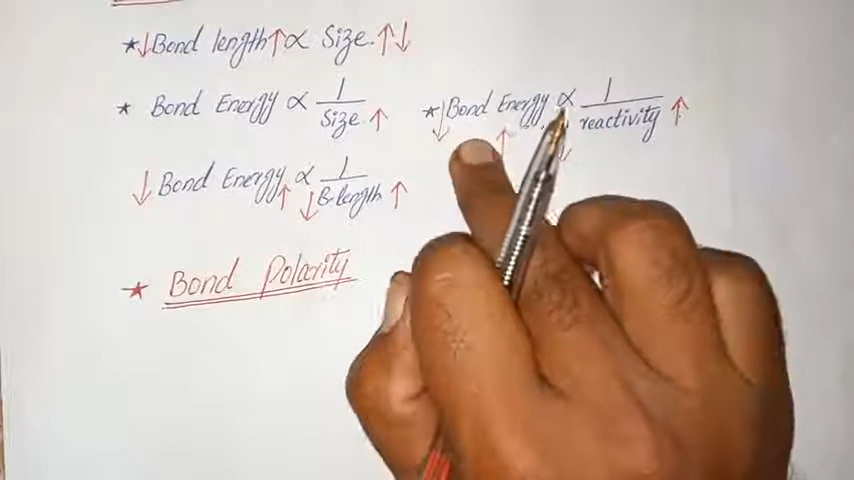 ★ ↓Bond length↑ ∝ Size.↑↓
★ Bond Energy ∝ 1/Size ↑
★ ↓Bond Energy↑ ∝ 1/↓reactivity ↑
↓Bond Energy↑ ∝ 1/↓B-length ↑
★ Bond Polarity